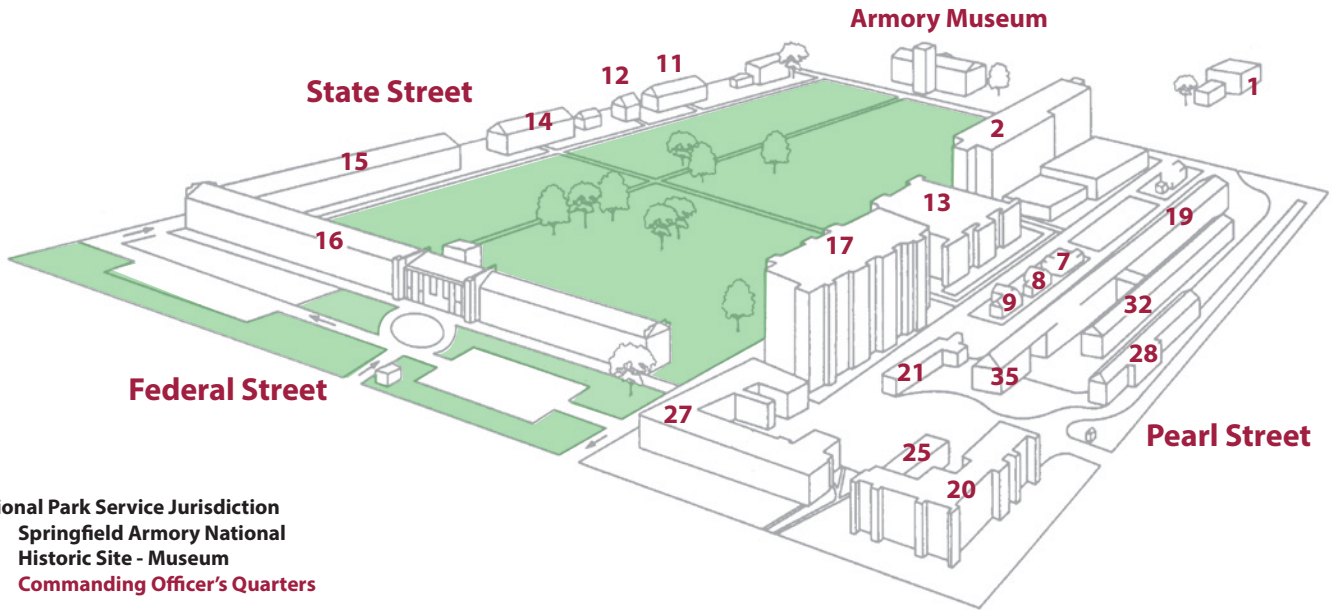 Armory Museum
State Street
12
11
1
14
2
15
13
19
16
17
7
8
9
32
28
21
35
Federal Street
27
Pearl Street
25
20
Park Service Jurisdiction
Springfield Armory National
Historic Site - Museum
Commanding Officer's Quarters